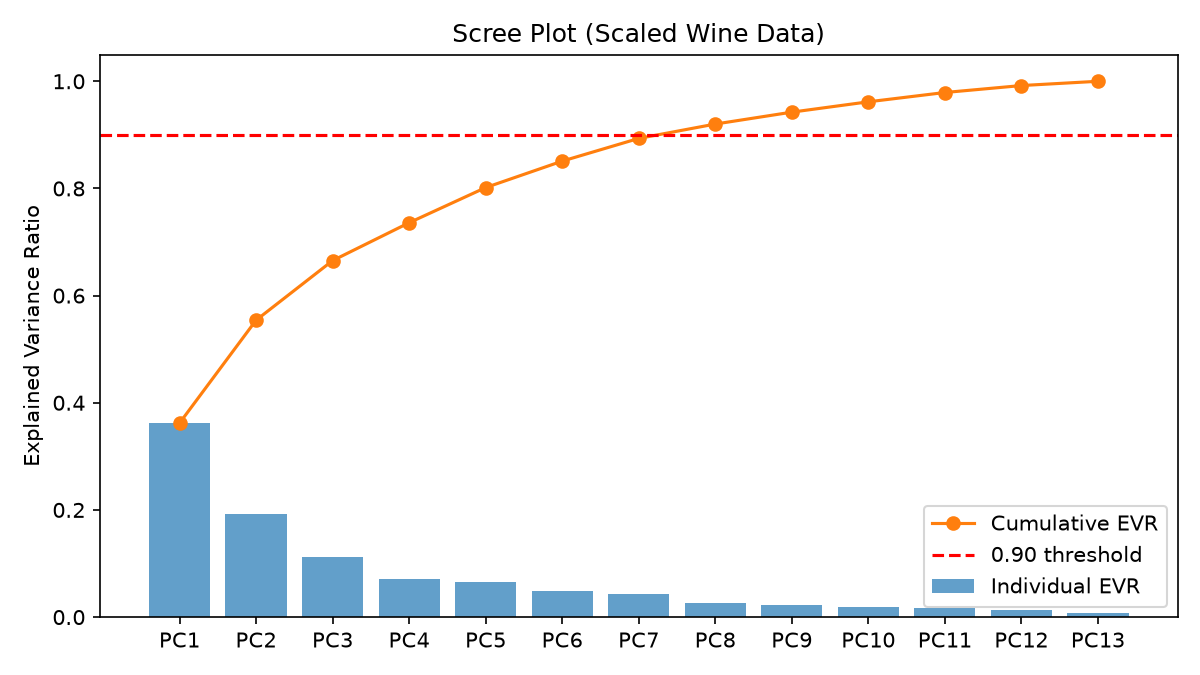 Scree Plot (Scaled Wine Data)
Explained Variance Ratio
1.0
0.8
0.6
0.4
0.2
0.0
Cumulative EVR
0.90 threshold
Individual EVR
PC1 PC2 PC3 PC4 PC5 PC6 PC7 PC8 PC9 PC10 PC11 PC12 PC13